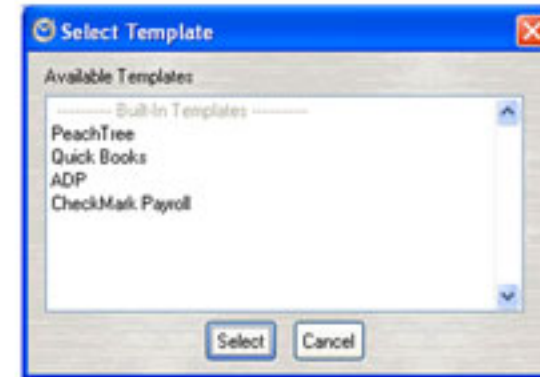 Select Template
Available Templates
---------- Built-In Templates ----------
PeachTree
Quick Books
ADP
CheckMark Payroll
Select Cancel